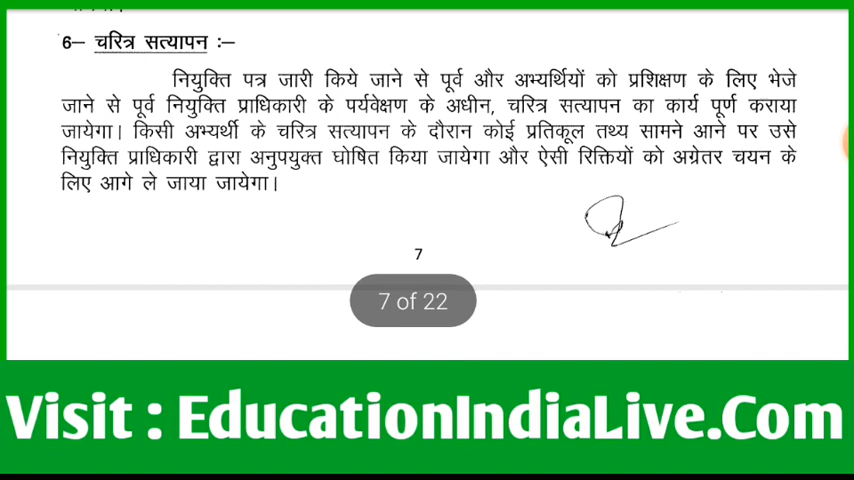 6– चरित्र सत्यापन :–
नियुक्ति पत्र जारी किये जाने से पूर्व और अभ्यर्थियों को प्रशिक्षण के लिए भेजे
जाने से पूर्व नियुक्ति प्राधिकारी के पर्यवेक्षण के अधीन, चरित्र सत्यापन का कार्य पूर्ण कराया
जायेगा। किसी अभ्यर्थी के चरित्र सत्यापन के दौरान कोई प्रतिकूल तथ्य सामने आने पर उसे
नियुक्ति प्राधिकारी द्वारा अनुपयुक्त घोषित किया जायेगा और ऐसी रिक्तियों को अग्रेतर चयन के
लिए आगे ले जाया जायेगा।
7
7 of 22
Visit : EducationIndiaLive.Com